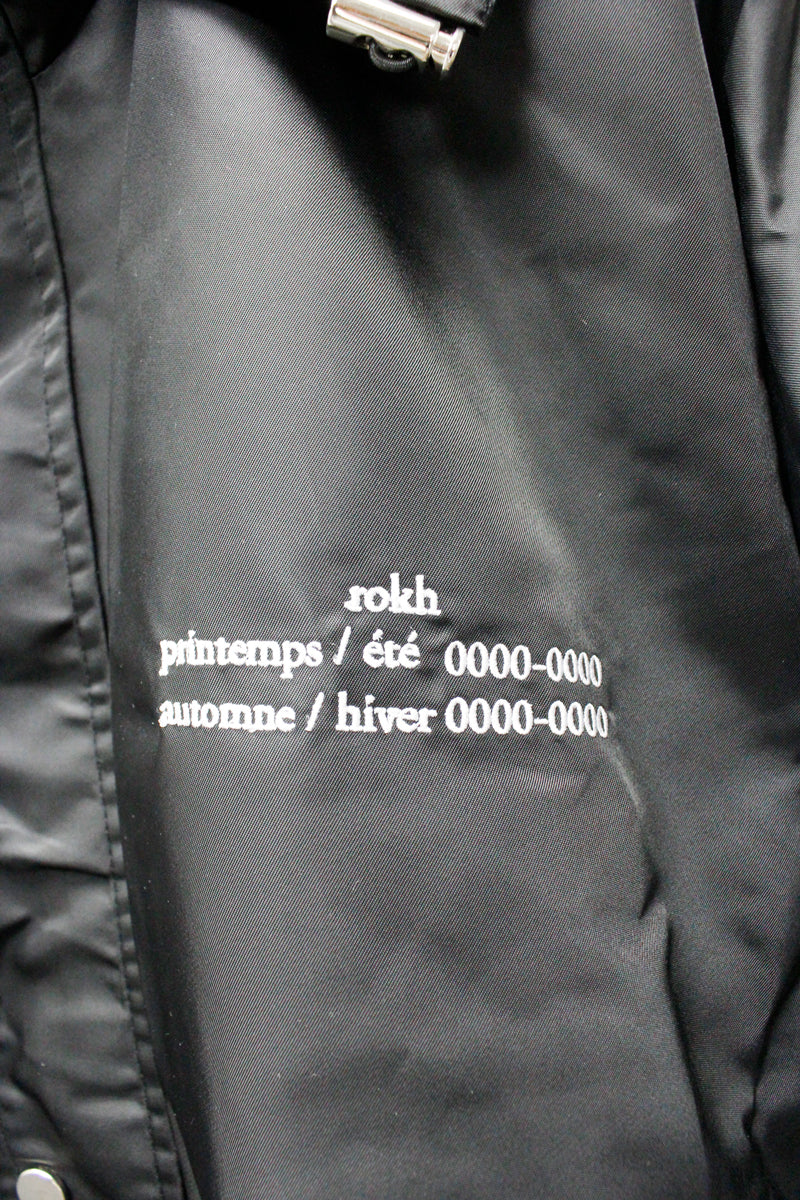 rokh
printemps / été 0000-0000
automne / hiver 0000-0000